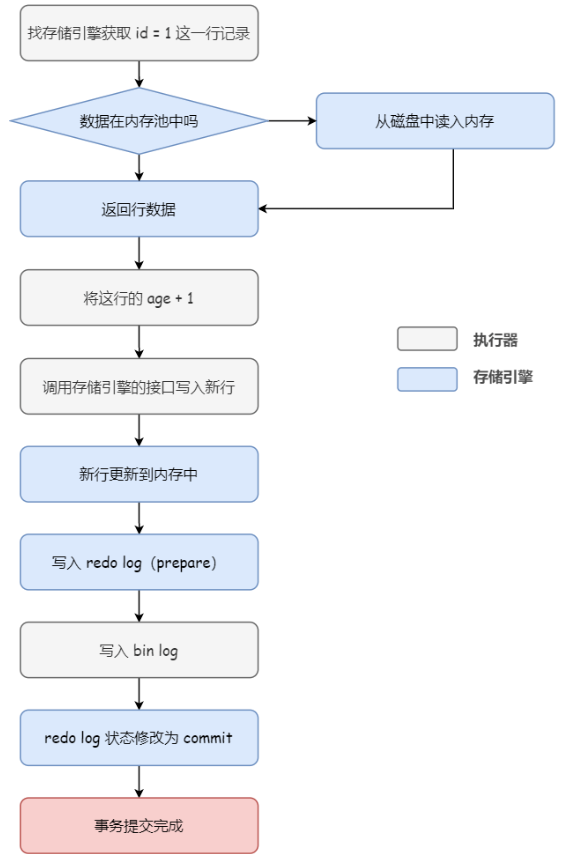 找存储引擎获取 id = 1 这一行记录
数据在内存池中吗
从磁盘中读入内存
返回行数据
将这行的 age + 1
执行器
调用存储引擎的接口写入新行
存储引擎
新行更新到内存中
写入 redo log（prepare）
写入 bin log
redo log 状态修改为 commit
事务提交完成